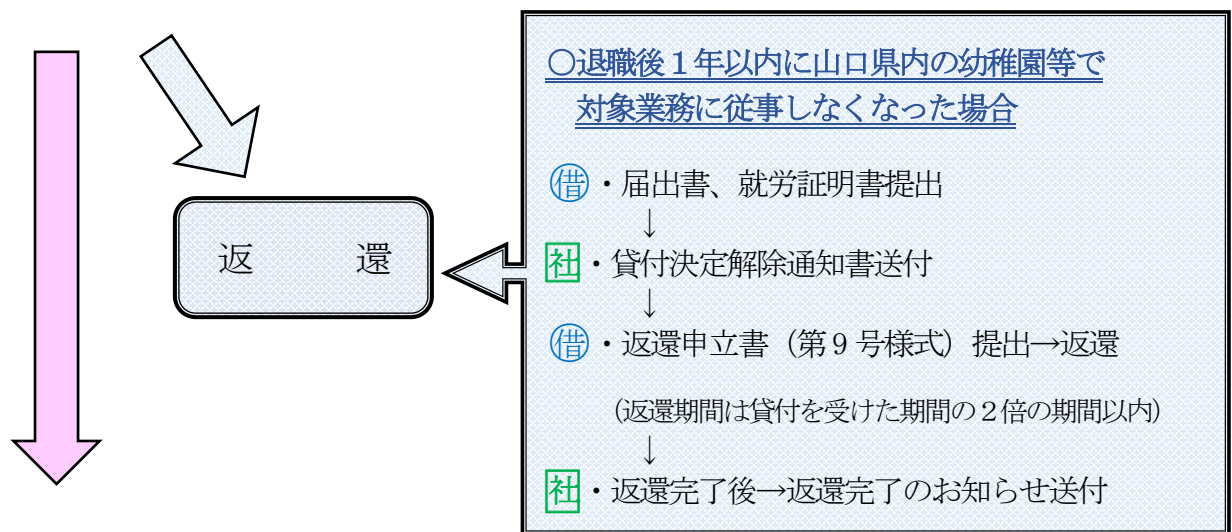 ○退職後１年以内に山口県内の幼稚園等で
対象業務に従事しなくなった場合
借・届出書、就労証明書提出
↓
社・貸付決定解除通知書送付
↓
借・返還申立書（第９号様式）提出→返還
（返還期間は貸付を受けた期間の２倍の期間以内）
↓
社・返還完了後→返還完了のお知らせ送付
返　　　還